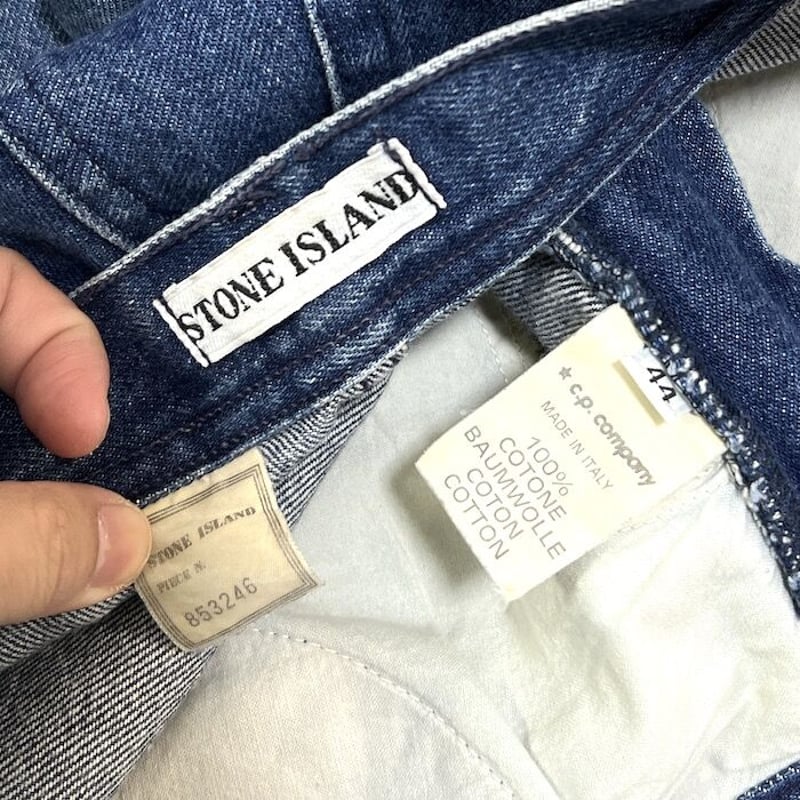 STONE ISLAND
STONE ISLAND
PIECE N.
853246
44
c.p. company
MADE IN ITALY
100%
COTONE
BAUMWOLLE
COTON
COTTON